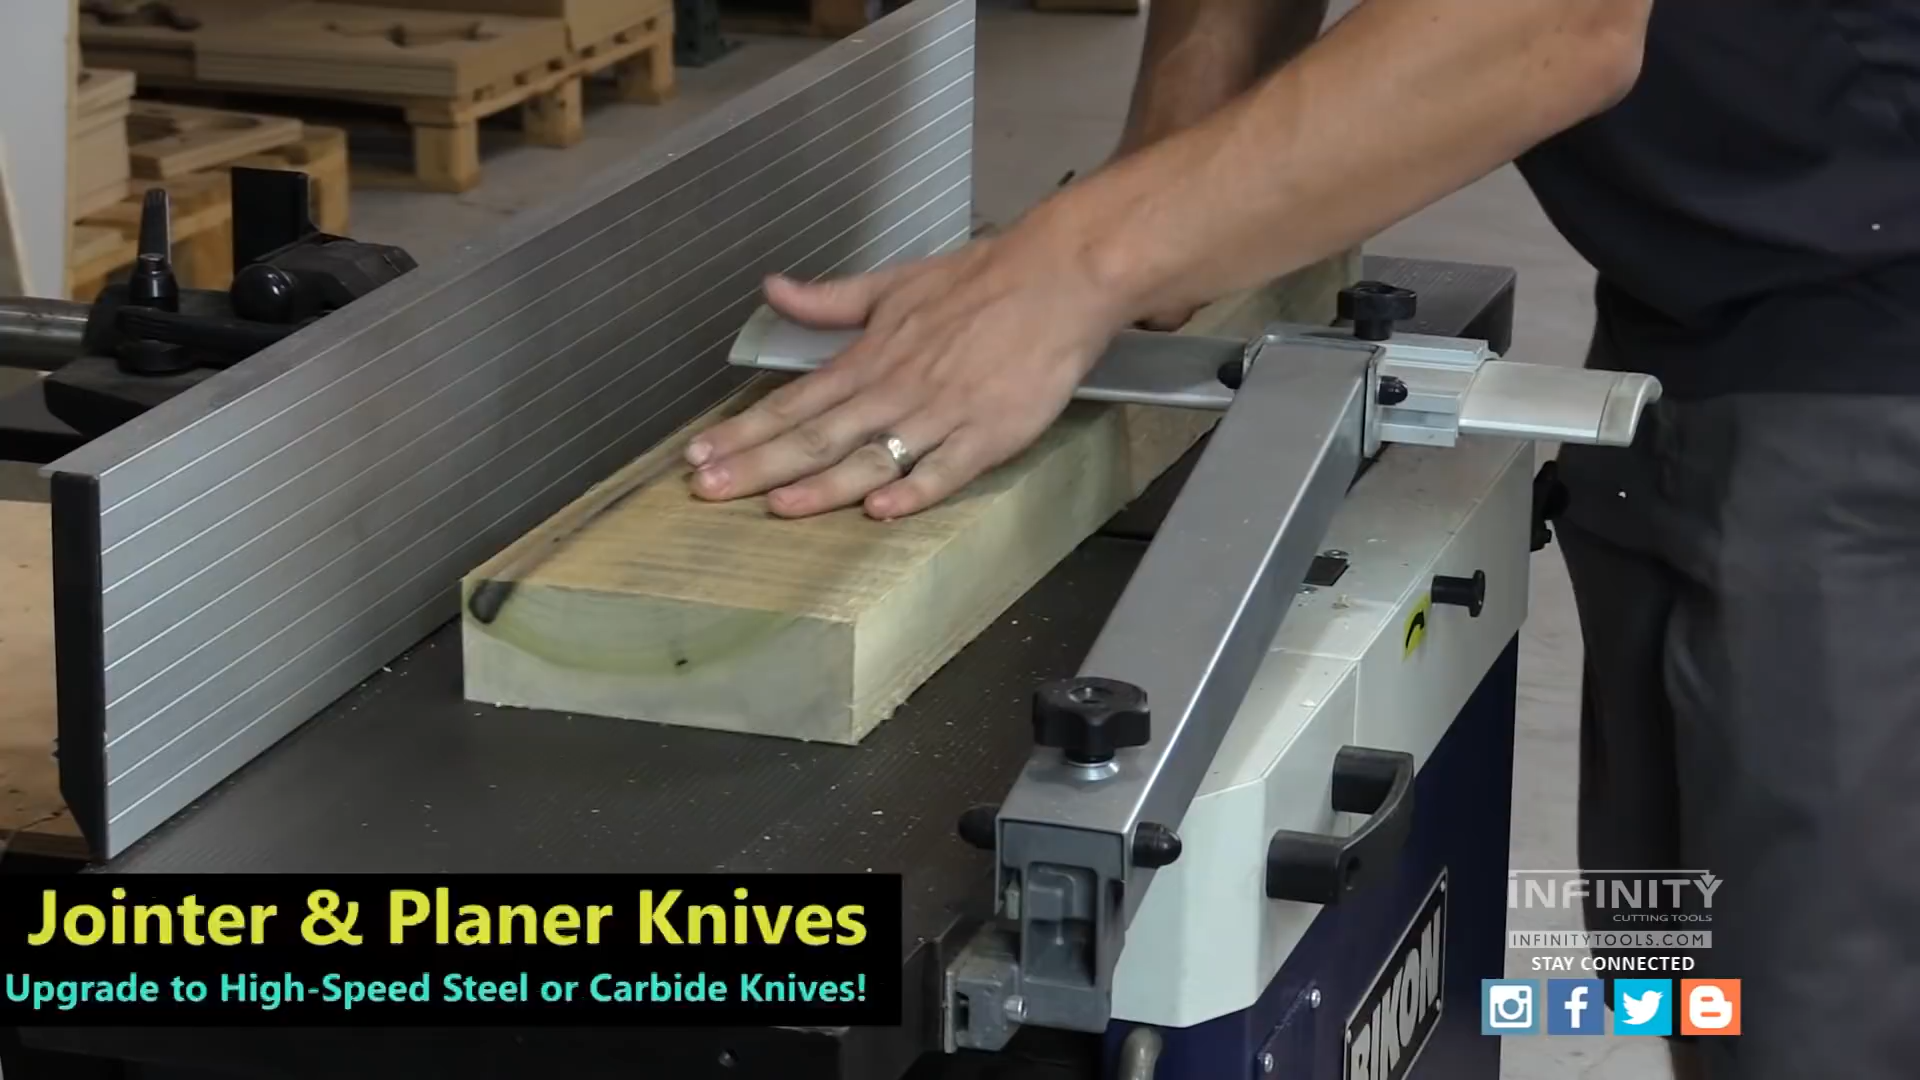 Jointer & Planer Knives
Upgrade to High-Speed Steel or Carbide Knives!
RIKON
INFINITY
CUTTING TOOLS
INFINITYTOOLS.COM
STAY CONNECTED